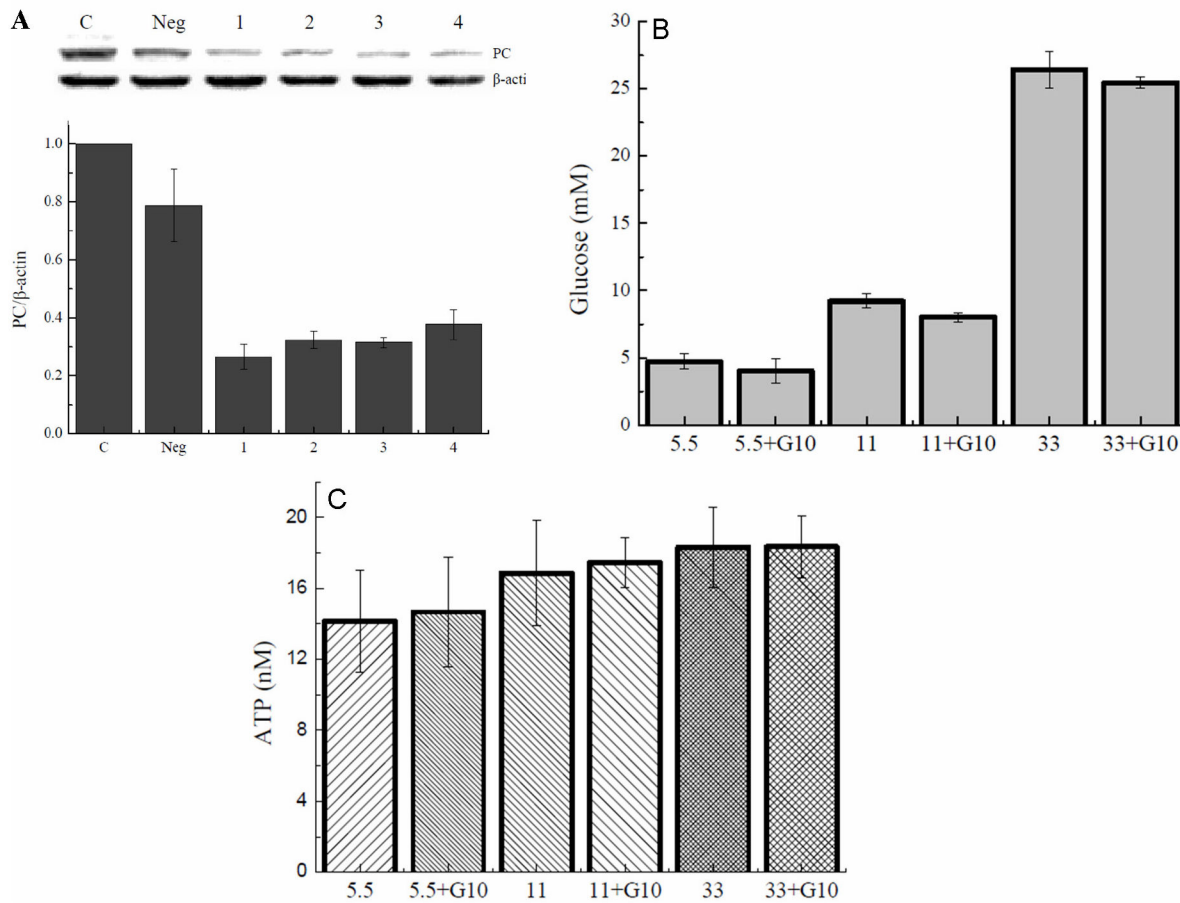 A
C Neg 1 2 3 4
PC
β-acti
1.0
0.8
0.6
0.4
0.2
0.0
PC/β-actin
C Neg 1 2 3 4
B
30
25
20
15
10
5
0
Glucose (mM)
5.5 5.5+G10 11 11+G10 33 33+G10
C
20
16
12
8
4
0
ATP (nM)
5.5 5.5+G10 11 11+G10 33 33+G10